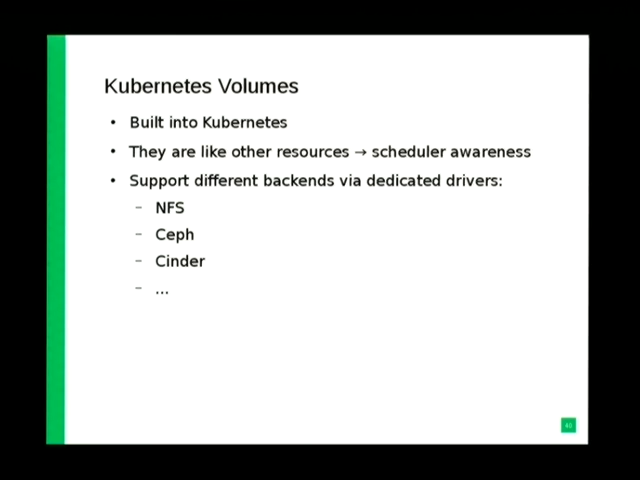 Kubernetes Volumes
• Built into Kubernetes
• They are like other resources → scheduler awareness
• Support different backends via dedicated drivers:
– NFS
– Ceph
– Cinder
– ...